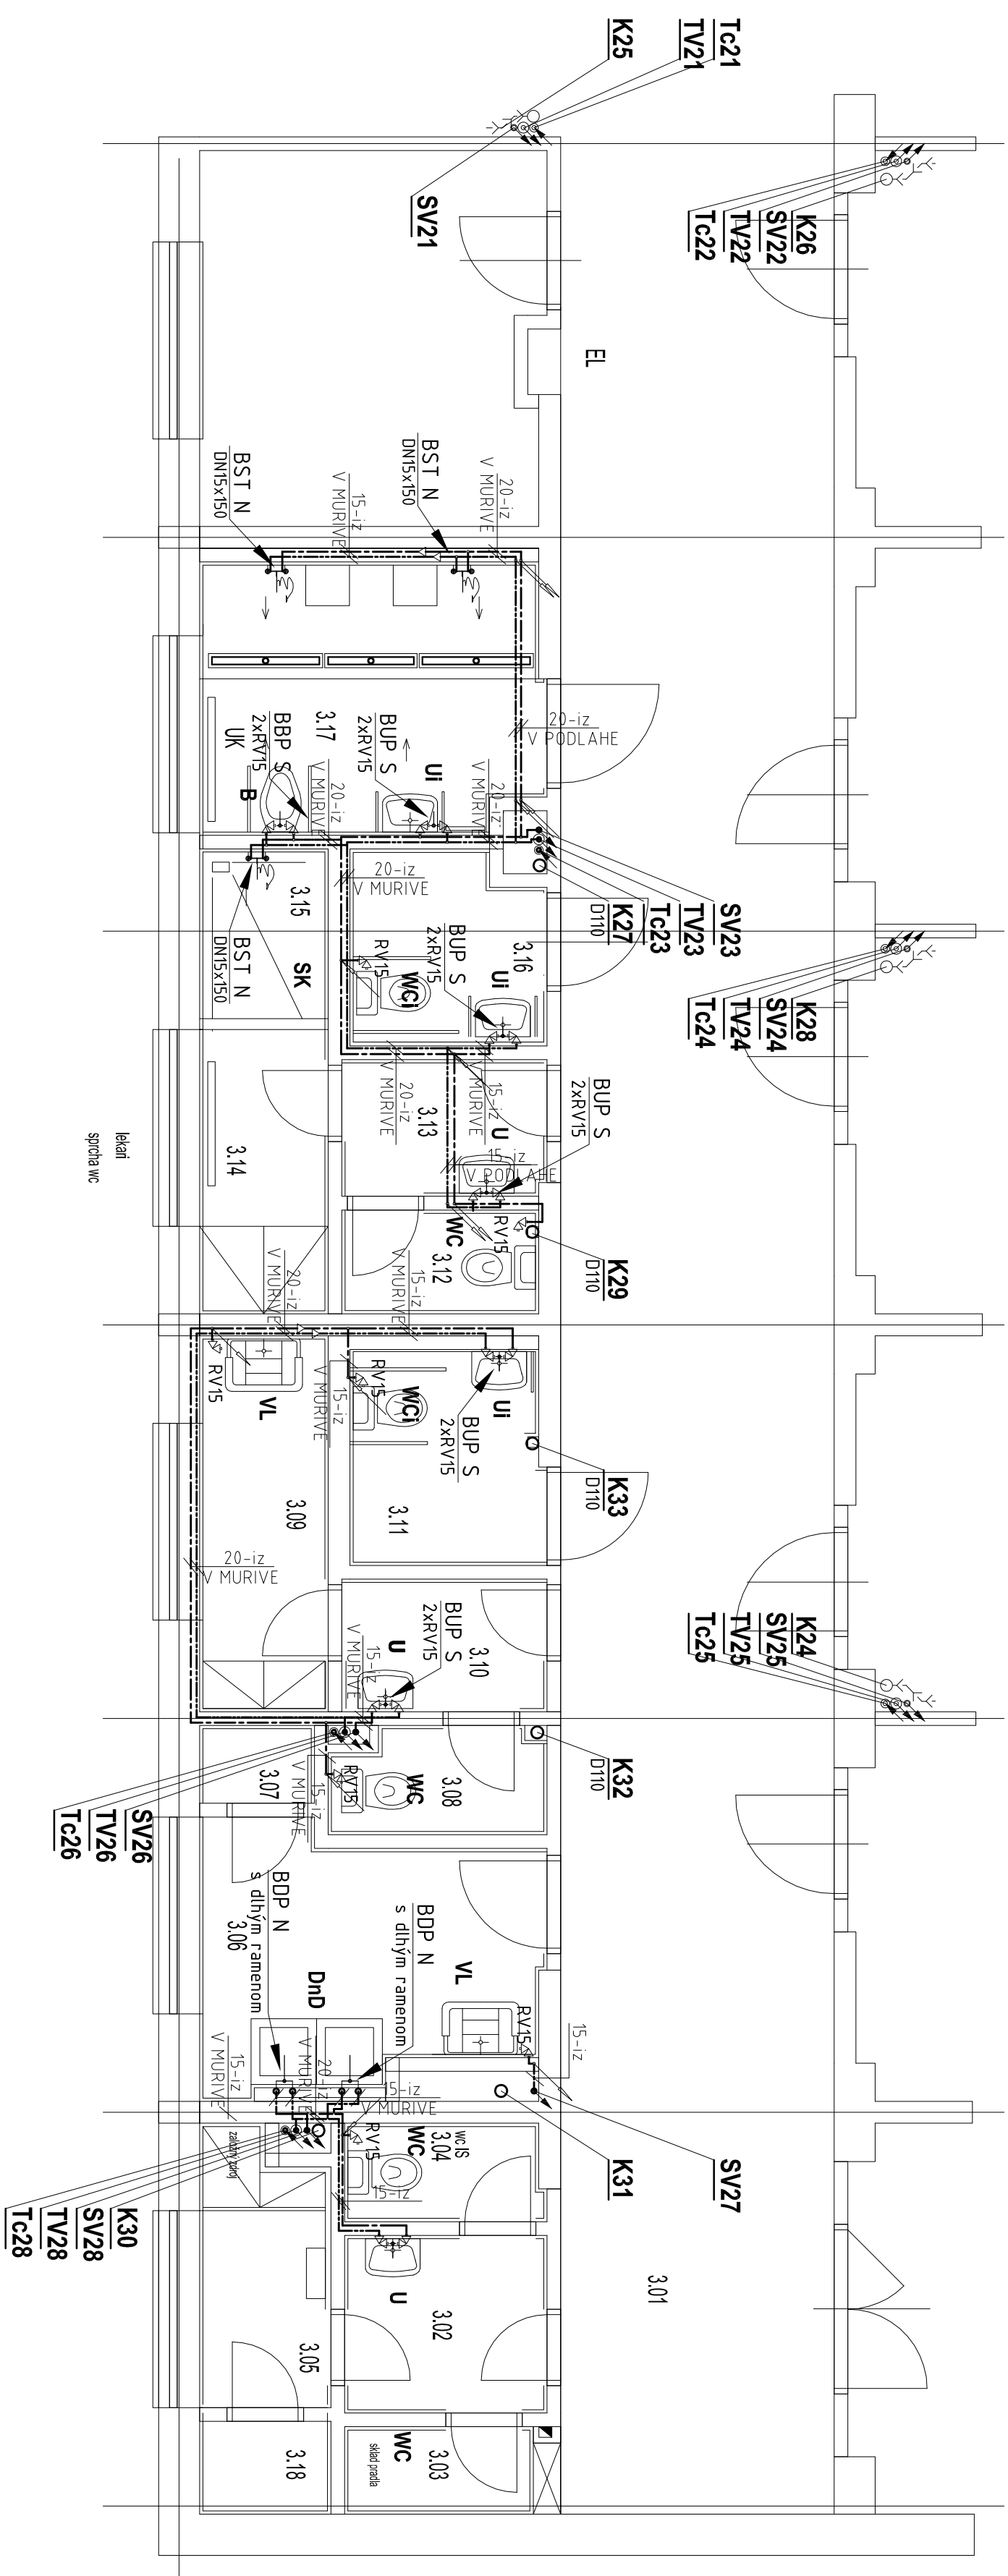 Tc21
TV21
K25
SV21
K26
SV22
TV22
Tc22
EL
BST N
DN15x150
20-iz
V MURIVE
15-iz
V MURIVE
BST N
DN15x150
20-iz
V PODLAHE
3.17
BUP S
2xRV15
Ui
20-iz
V MURIVE
BBP S
2xRV15
UK
B
20-iz
V MURIVE
SV23
TV23
Tc23
K27
D110
K28
SV24
TV24
Tc24
20-iz
V MURIVE
3.15
BST N
DN15x150
SK
3.16
BUP S
2xRV15
Ui
RV15
WCi
15-iz
V MURIVE
20-iz
V MURIVE
3.13
BUP S
2xRV15
U
15-iz
V PODLAHE
3.14
lekari
sprcha wc
RV15
WC
3.12
K29
D110
15-iz
V MURIVE
20-iz
V MURIVE
RV15
VL
RV15
WCi
15-iz
V MURIVE
Ui
BUP S
2xRV15
K33
D110
3.11
3.09
20-iz
V MURIVE
3.10
BUP S
2xRV15
U
15-iz
V MURIVE
K24
SV25
TV25
Tc25
K32
D110
3.08
WC
RV15
3.07
15-iz
V MURIVE
SV26
TV26
Tc26
BDP N
s dlhým ramenom
3.06
BDP N
s dlhým ramenom
DnD
VL
RV15
15-iz
15-iz
V MURIVE
20-iz
V MURIVE
15-iz
V MURIVE
SV27
K31
wc IS
3.04
WC
RV15
15-iz
založný zdroj
K30
SV28
TV28
Tc28
3.01
U
3.02
3.05
3.03
WC
sklad pradla
3.18